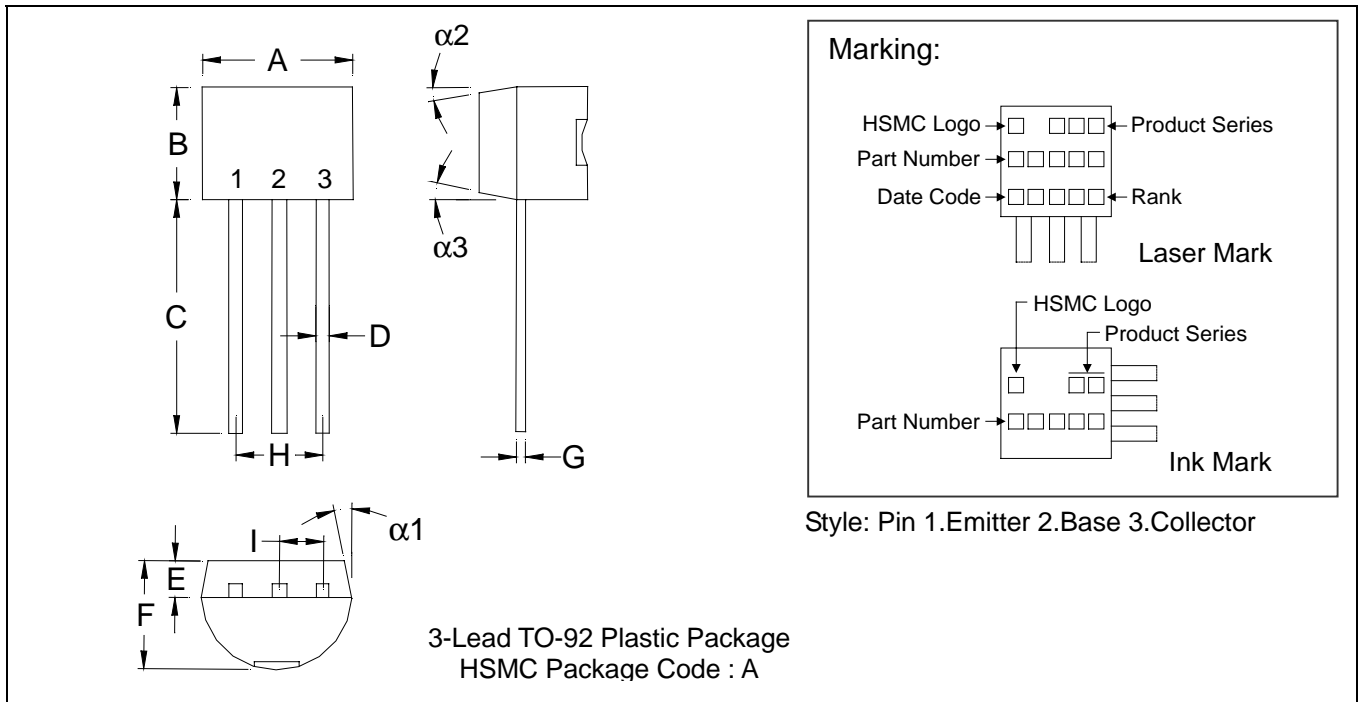 A
B
1 2 3
C
D
H
α2
α3
G
I
α1
E
F
3-Lead TO-92 Plastic Package
HSMC Package Code : A
Marking:
HSMC Logo
Product Series
Part Number
Date Code
Rank
Laser Mark
HSMC Logo
Product Series
Part Number
Ink Mark
Style: Pin 1.Emitter 2.Base 3.Collector